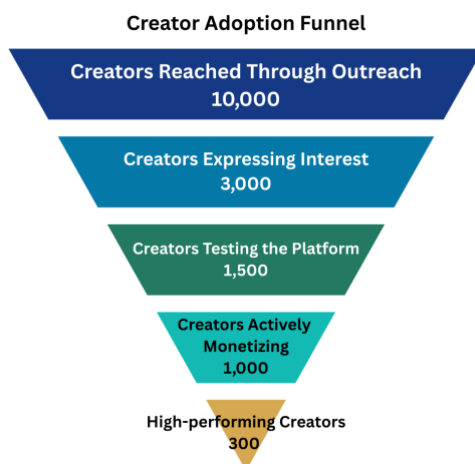 Creator Adoption Funnel
Creators Reached Through Outreach
10,000
Creators Expressing Interest
3,000
Creators Testing the Platform
1,500
Creators Actively
Monetizing
1,000
High-performing Creators
300